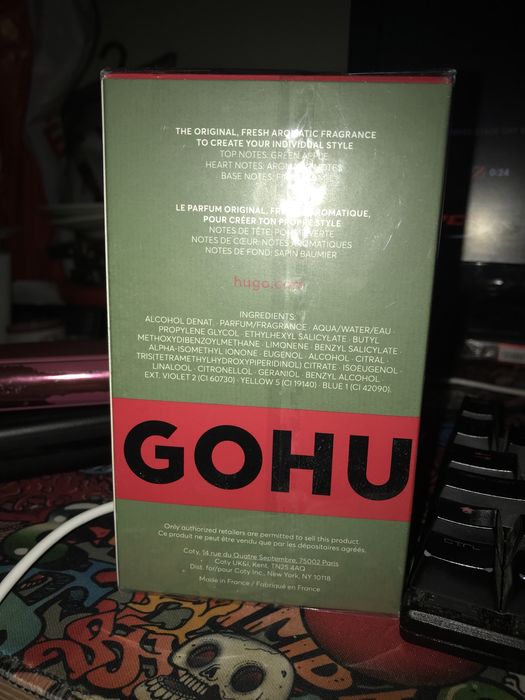 THE ORIGINAL, FRESH AROMATIC FRAGRANCE
TO CREATE YOUR INDIVIDUAL STYLE
TOP NOTES: GREEN APPLE
HEART NOTES: AROMATIC NOTES
BASE NOTES:
LE PARFUM ORIGINAL, FRAIS, AROMATIQUE,
POUR CRÉER TON PROPRE STYLE
NOTES DE TÊTE: POMME VERTE
NOTES DE CŒUR: NOTES AROMATIQUES
NOTES DE FOND: SAPIN BAUMIER
hugo.com
INGREDIENTS:
ALCOHOL DENAT. · PARFUM/FRAGRANCE · AQUA/WATER/EAU ·
PROPYLENE GLYCOL · ETHYLHEXYL SALICYLATE · BUTYL
METHOXYDIBENZOYLMETHANE · LIMONENE · BENZYL SALICYLATE ·
ALPHA-ISOMETHYL IONONE · EUGENOL · ALCOHOL · CITRAL ·
TRIS(TETRAMETHYLHYDROXYPIPERIDINOL) CITRATE · ISOEUGENOL ·
LINALOOL · CITRONELLOL · GERANIOL · BENZYL ALCOHOL ·
EXT. VIOLET 2 (CI 60730) · YELLOW 5 (CI 19140) · BLUE 1 (CI 42090).
GOHU
Only authorized retailers are permitted to sell this product.
Ce produit ne peut être vendu que par les dépositaires agréés.
Coty, 14 rue du Quatre Septembre, 75002 Paris
Coty UK&I, Kent, TN25 4AQ
Dist. for/pour Coty Inc., New York, NY 10118
Made in France / Fabriqué en France
0:24
CTRL